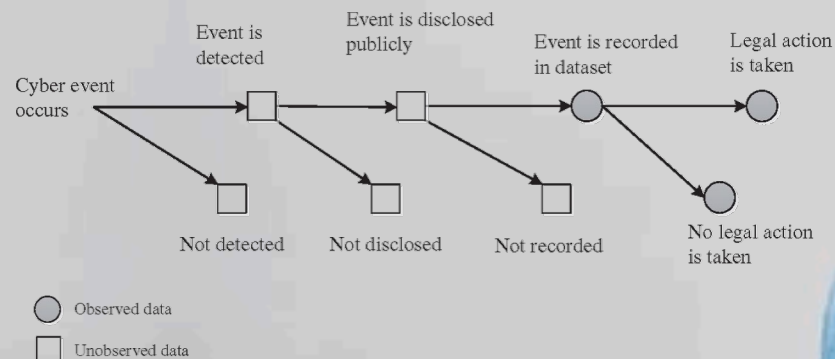 Event is disclosed
publicly
Event is
detected
Event is recorded
in dataset
Legal action
is taken
Cyber event
occurs
Not detected
Not disclosed
Not recorded
No legal action
is taken
Observed data
Unobserved data